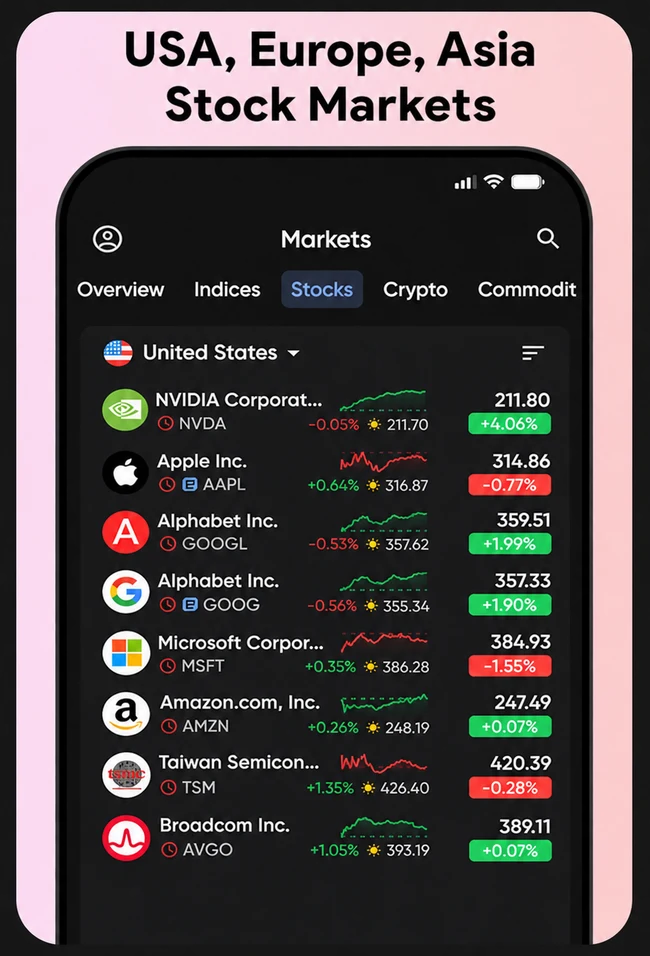 USA, Europe, Asia
Stock Markets
Markets
Overview Indices Stocks Crypto Commodit
United States
NVIDIA Corporat... 211.80
NVDA -0.05% 211.70 +4.06%
Apple Inc. 314.86
E AAPL +0.64% 316.87 -0.77%
A Alphabet Inc. 359.51
GOOGL -0.53% 357.62 +1.99%
G Alphabet Inc. 357.33
E GOOG -0.56% 355.34 +1.90%
Microsoft Corpor... 384.93
MSFT +0.35% 386.28 -1.55%
a Amazon.com, Inc. 247.49
AMZN +0.26% 248.19 +0.07%
tsmc Taiwan Semicon... 420.39
TSM +1.35% 426.40 -0.28%
Broadcom Inc. 389.11
AVGO +1.05% 393.19 +0.07%